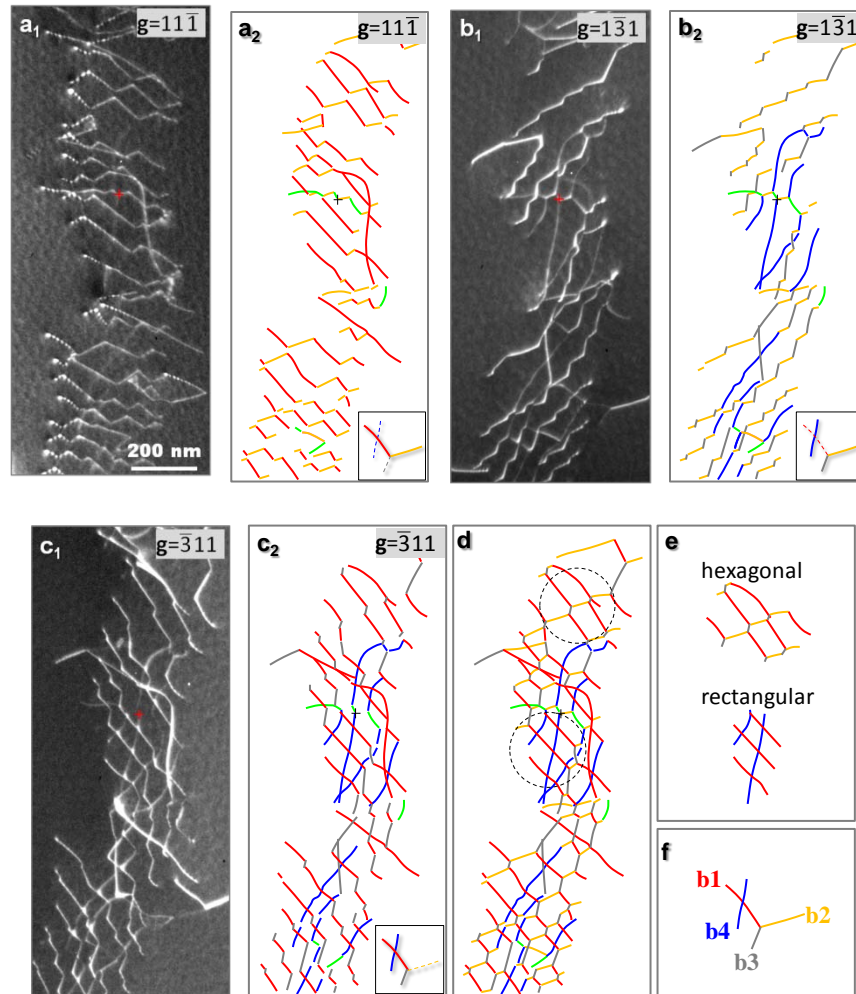 a₁ g=111̅
a₂ g=111̅
b₁ g=13̅1
b₂ g=13̅1
200 nm
c₁ g=3̅11
c₂ g=3̅11
d
e
hexagonal
rectangular
f
b1
b2
b4
b3